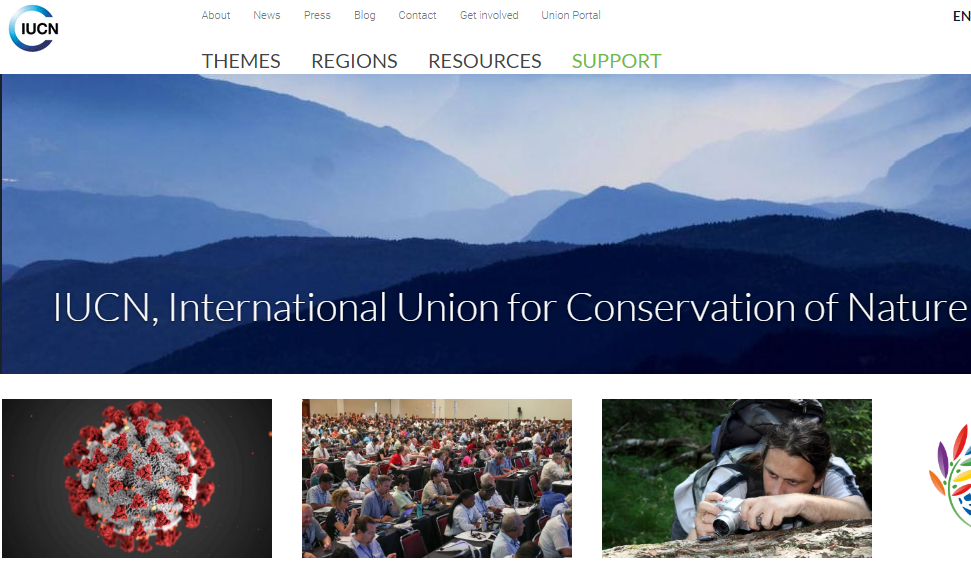 IUCN
About News Press Blog Contact Get involved Union Portal
EN
THEMES REGIONS RESOURCES SUPPORT
IUCN, International Union for Conservation of Nature